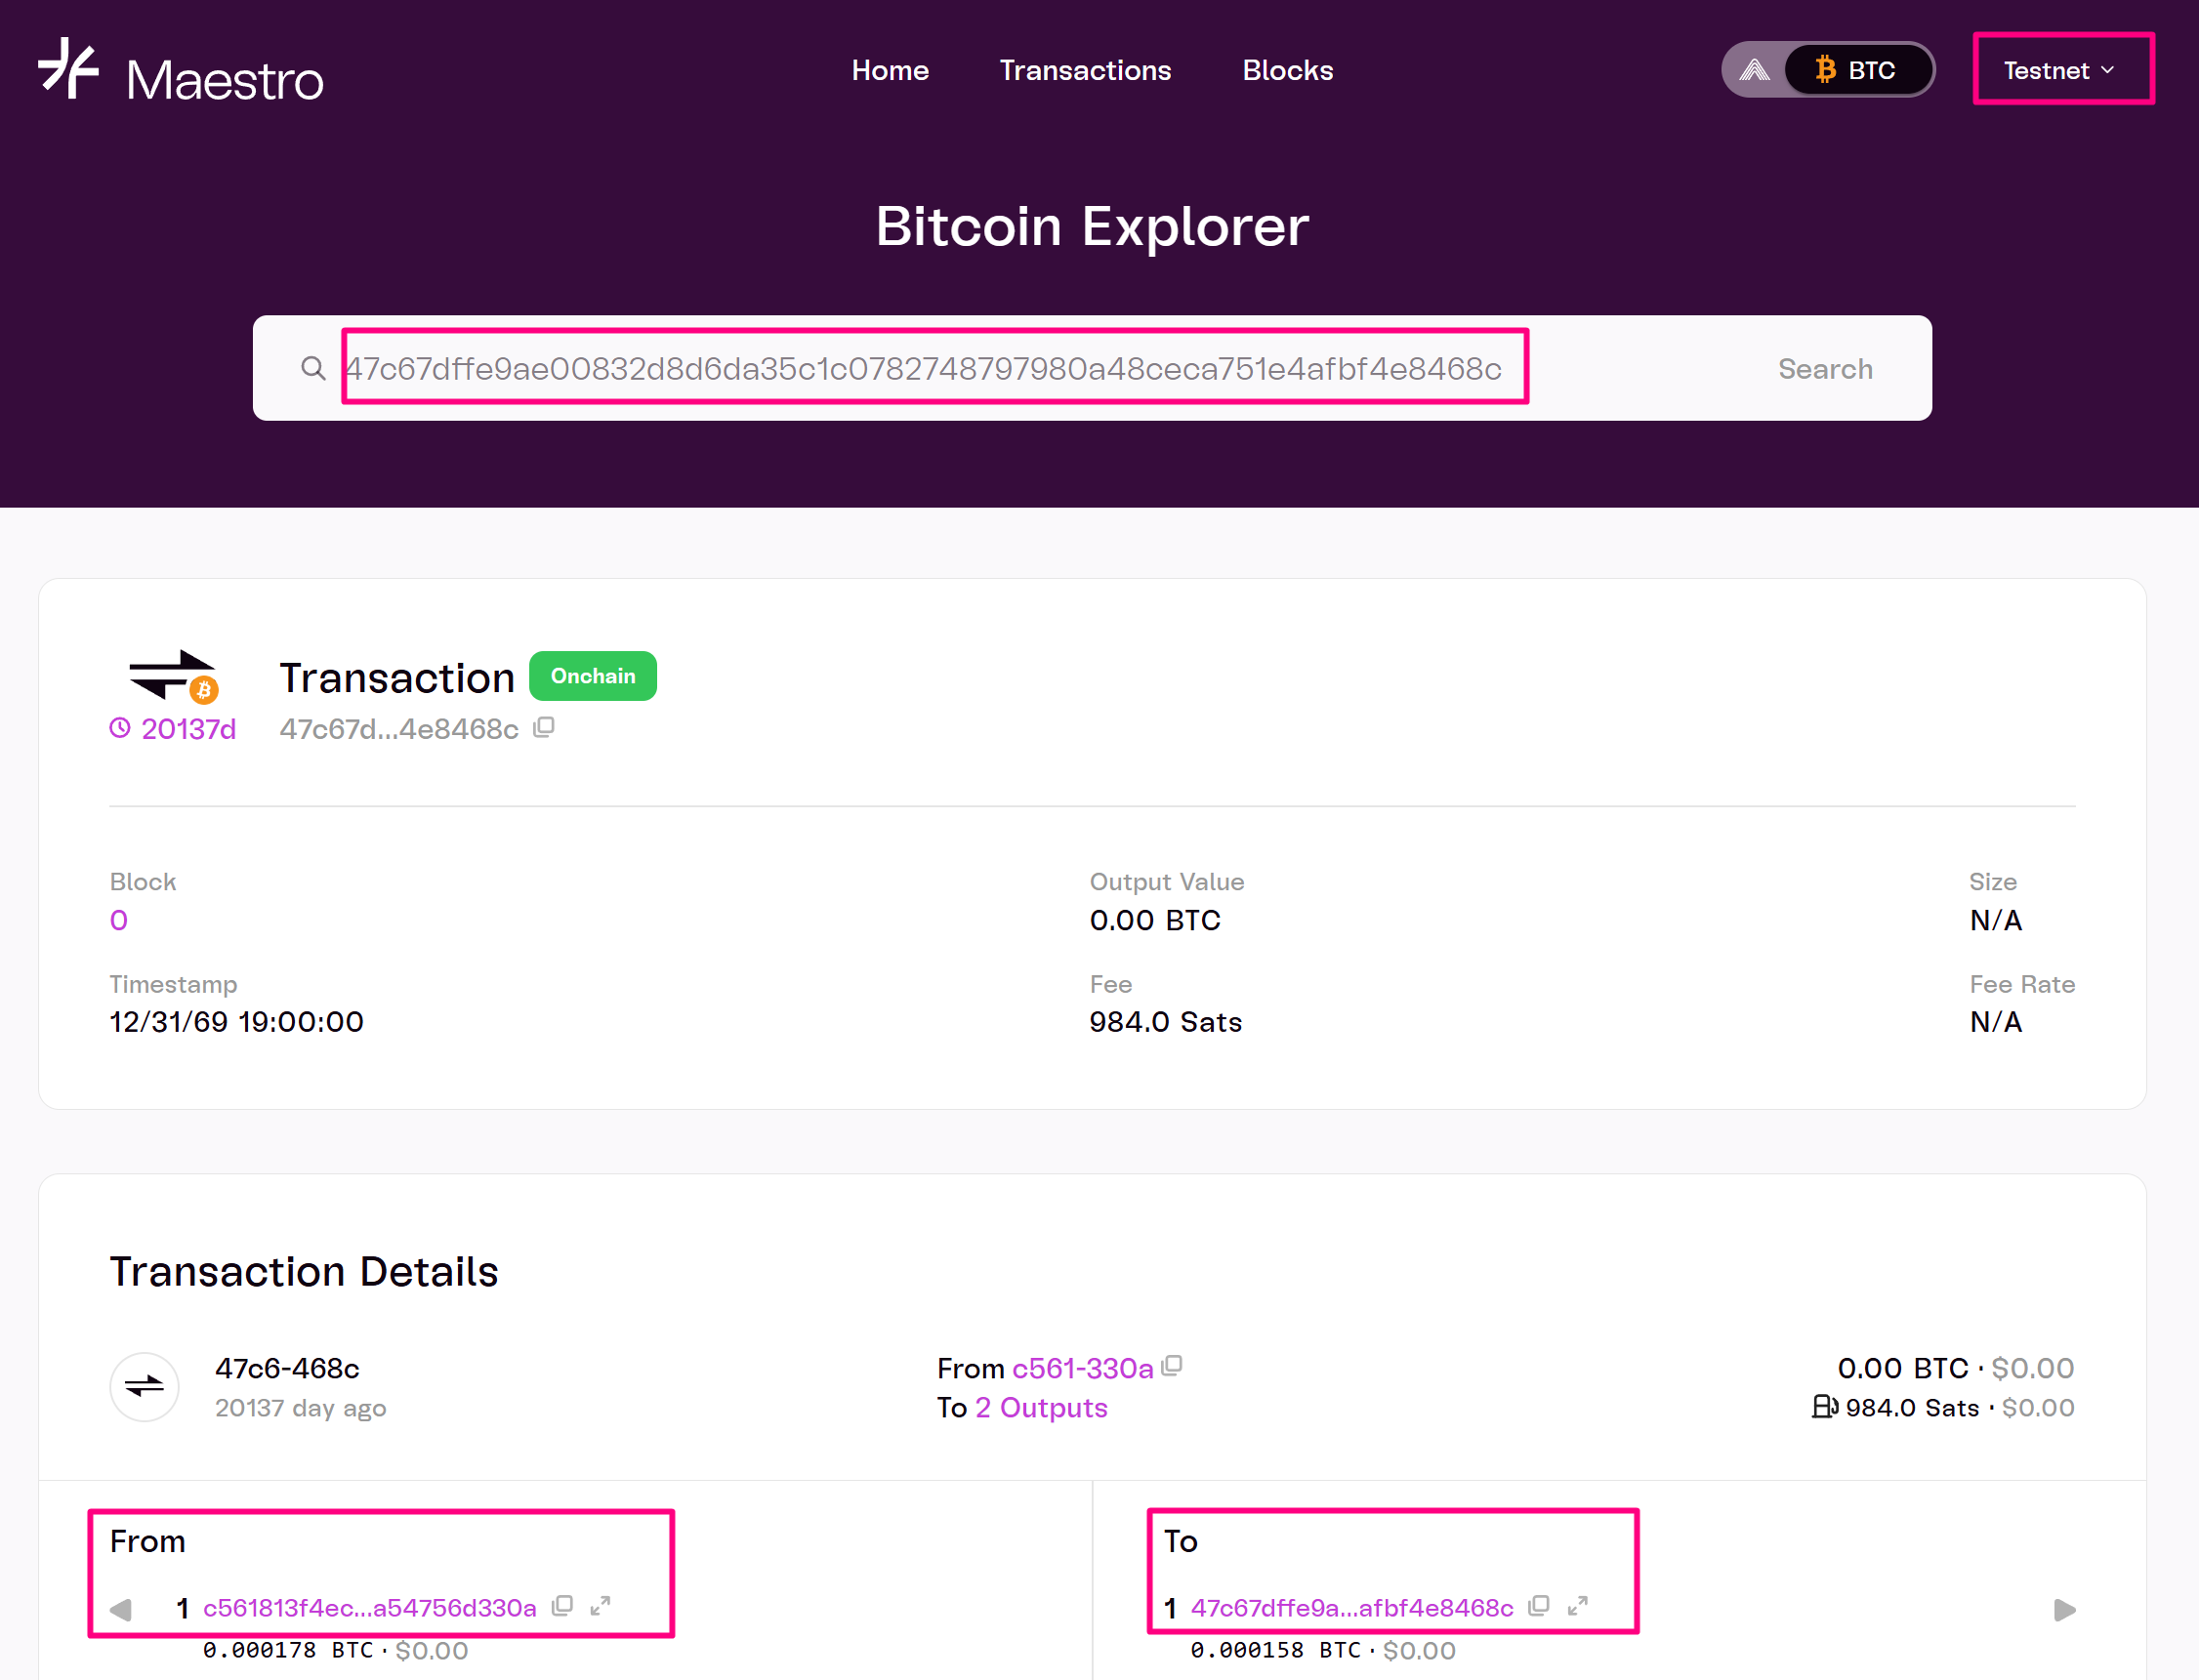 Maestro
Home Transactions Blocks
BTC
Testnet
Bitcoin Explorer
47c67dffe9ae00832d8d6da35c1c0782748797980a48ceca751e4afbf4e8468c
Search
Transaction Onchain
20137d 47c67d...4e8468c
Block Output Value Size
0 0.00 BTC N/A
Timestamp Fee Fee Rate
12/31/69 19:00:00 984.0 Sats N/A
Transaction Details
47c6-468c From c561-330a 0.00 BTC · $0.00
20137 day ago To 2 Outputs 984.0 Sats · $0.00
From To
1 c561813f4ec...a54756d330a 1 47c67dffe9a...afbf4e8468c
0.000178 BTC · $0.00 0.000158 BTC · $0.00